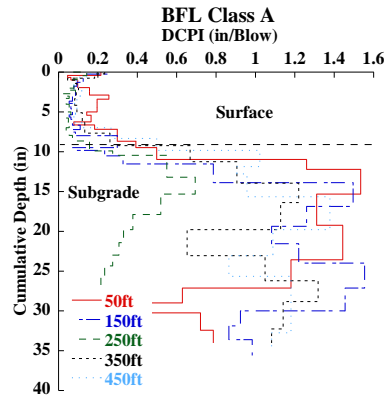 BFL Class A
DCPI (in/Blow)
0 0.2 0.4 0.6 0.8 1 1.2 1.4 1.6
0
5
10
15
20
25
30
35
40
Cumulative Depth (in)
Surface
Subgrade
50ft
150ft
250ft
350ft
450ft